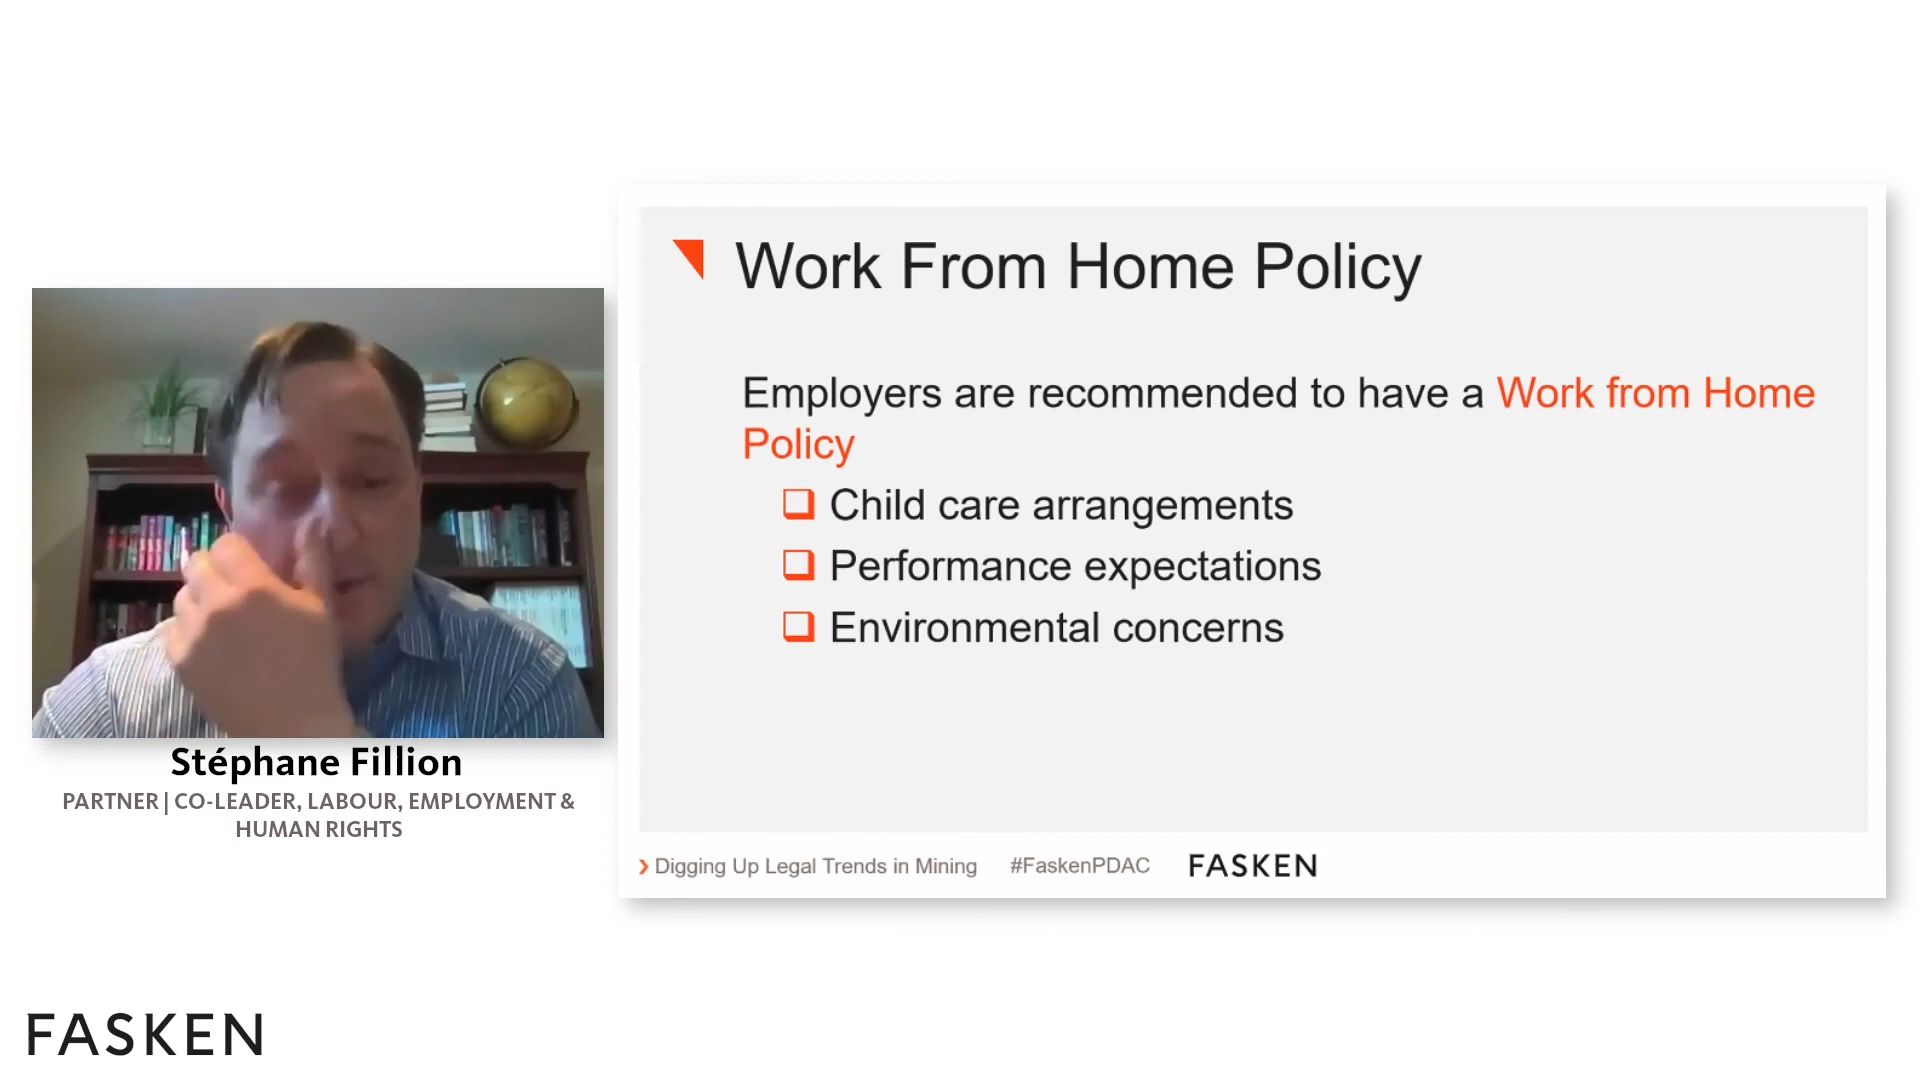 Work From Home Policy
Employers are recommended to have a Work from Home
Policy
Child care arrangements
Performance expectations
Environmental concerns
Stéphane Fillion
PARTNER | CO-LEADER, LABOUR, EMPLOYMENT &
HUMAN RIGHTS
Digging Up Legal Trends in Mining #FaskenPDAC FASKEN
FASKEN